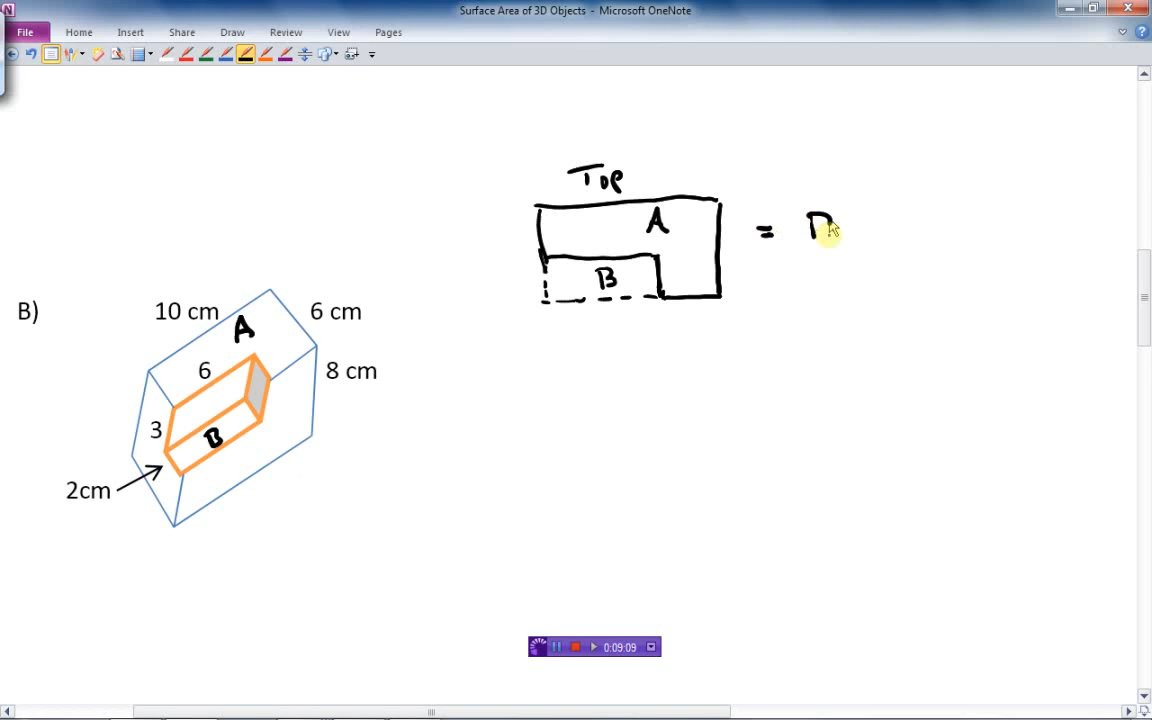 Surface Area of 3D Objects - Microsoft OneNote
File Home Insert Share Draw Review View Pages
Top
A
=
B
B)
10 cm
6 cm
A
6
8 cm
3
B
2cm
0:09:09